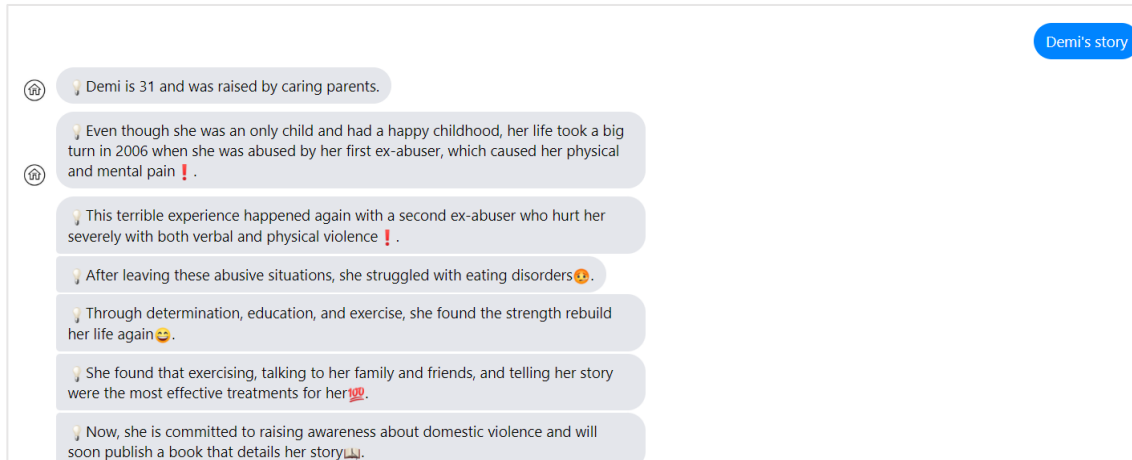 Demi's story
💡Demi is 31 and was raised by caring parents.
💡Even though she was an only child and had a happy childhood, her life took a big
turn in 2006 when she was abused by her first ex-abuser, which caused her physical
and mental pain❗.
💡This terrible experience happened again with a second ex-abuser who hurt her
severely with both verbal and physical violence❗.
💡After leaving these abusive situations, she struggled with eating disorders🥵.
💡Through determination, education, and exercise, she found the strength rebuild
her life again😄.
💡She found that exercising, talking to her family and friends, and telling her story
were the most effective treatments for her💯.
💡Now, she is committed to raising awareness about domestic violence and will
soon publish a book that details her story📖.